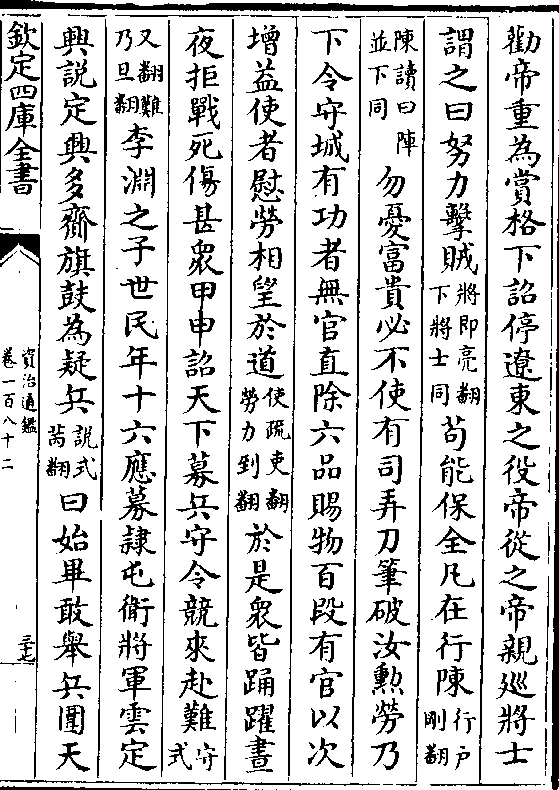 勸帝重為賞格下詔停遼東之役帝從之帝親巡將士
謂之曰努力擊賊將即亮翻下將士同苟能保全凡在行陳行戶剛翻
陳讀曰陣並下同勿憂富貴必不使有司弄刀筆破汝勲勞乃
下令守城有功者無官直除六品賜物百段有官以次
增益使者慰勞相望於道使疏吏翻勞力到翻於是衆皆踊躍晝
夜拒戰死傷甚衆甲申詔天下募兵守令競來赴難守式
又翻難乃旦翻李淵之子世民年十六應募隷屯衛將軍雲定
興說定興多齎旗鼓為疑兵說式芮翻曰始畢敢舉兵圍天
欽定四庫全書
資治通鑑
卷一百八十二
三十七